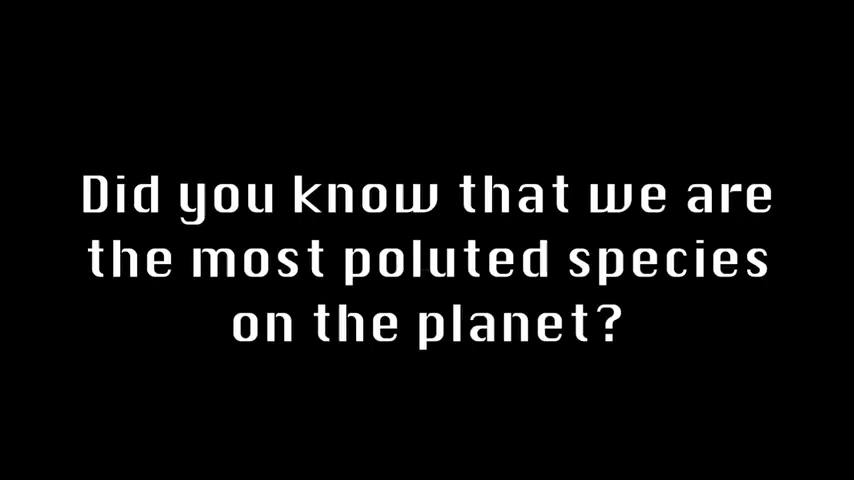 Did you know that we are
the most poluted species
on the planet?